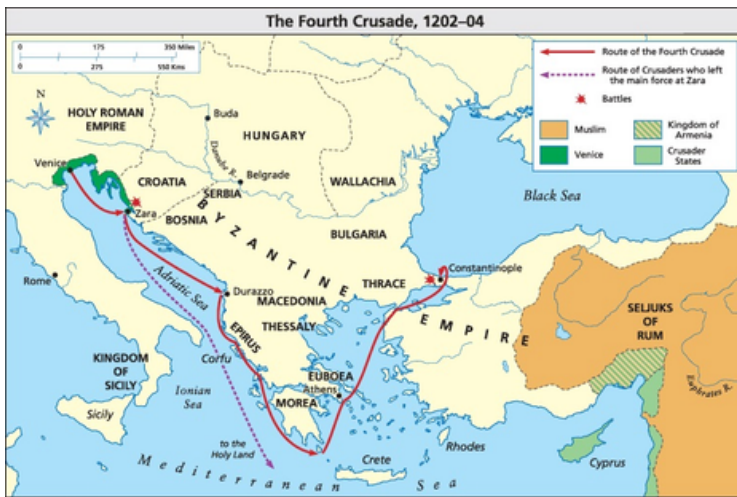 The Fourth Crusade, 1202–04
0 175 350 Miles
0 275 550 Kms
N
Route of the Fourth Crusade
Route of Crusaders who left
the main force at Zara
Battles
Muslim
Kingdom of
Armenia
Venice
Crusader
States
HOLY ROMAN
EMPIRE
Buda
HUNGARY
Danube R.
Venice
CROATIA
Belgrade
SERBIA
WALLACHIA
Zara
BOSNIA
Black Sea
BULGARIA
BYZANTINE
EMPIRE
Rome
Adriatic Sea
Durazzo
MACEDONIA
THRACE
Constantinople
THESSALY
EPIRUS
SELJUKS
OF
RUM
KINGDOM
OF
SICILY
Corfu
Ionian
Sea
EUBOEA
Athens
MOREA
Euphrates R.
Sicily
to the
Holy Land
Rhodes
Crete
Cyprus
Mediterranean Sea